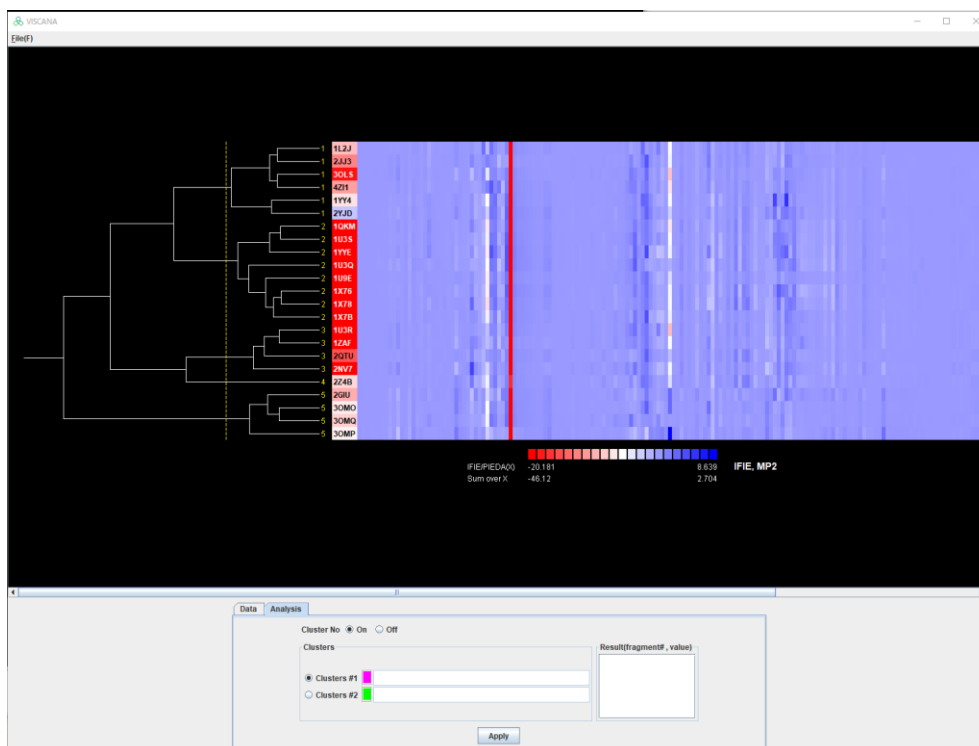 VISCANA
File(F)
1 1L2J
1 2JJ3
1 3OLS
1 4ZI1
1 1YY4
1 2YJD
2 1QKM
2 1U3S
2 1YYE
2 1U3Q
2 1U9E
2 1X76
2 1X78
2 1X7B
3 1U3R
3 1ZAF
3 2QTU
3 2NV7
4 2Z4B
5 2GIU
5 3OMO
5 3OMQ
5 3OMP
IFIE/PIEDA(X) -20.181 8.639 IFIE, MP2
Sum over X -46.12 2.704
Data Analysis
Cluster No On Off
Clusters Result(fragment# , value)
Clusters #1
Clusters #2
Apply